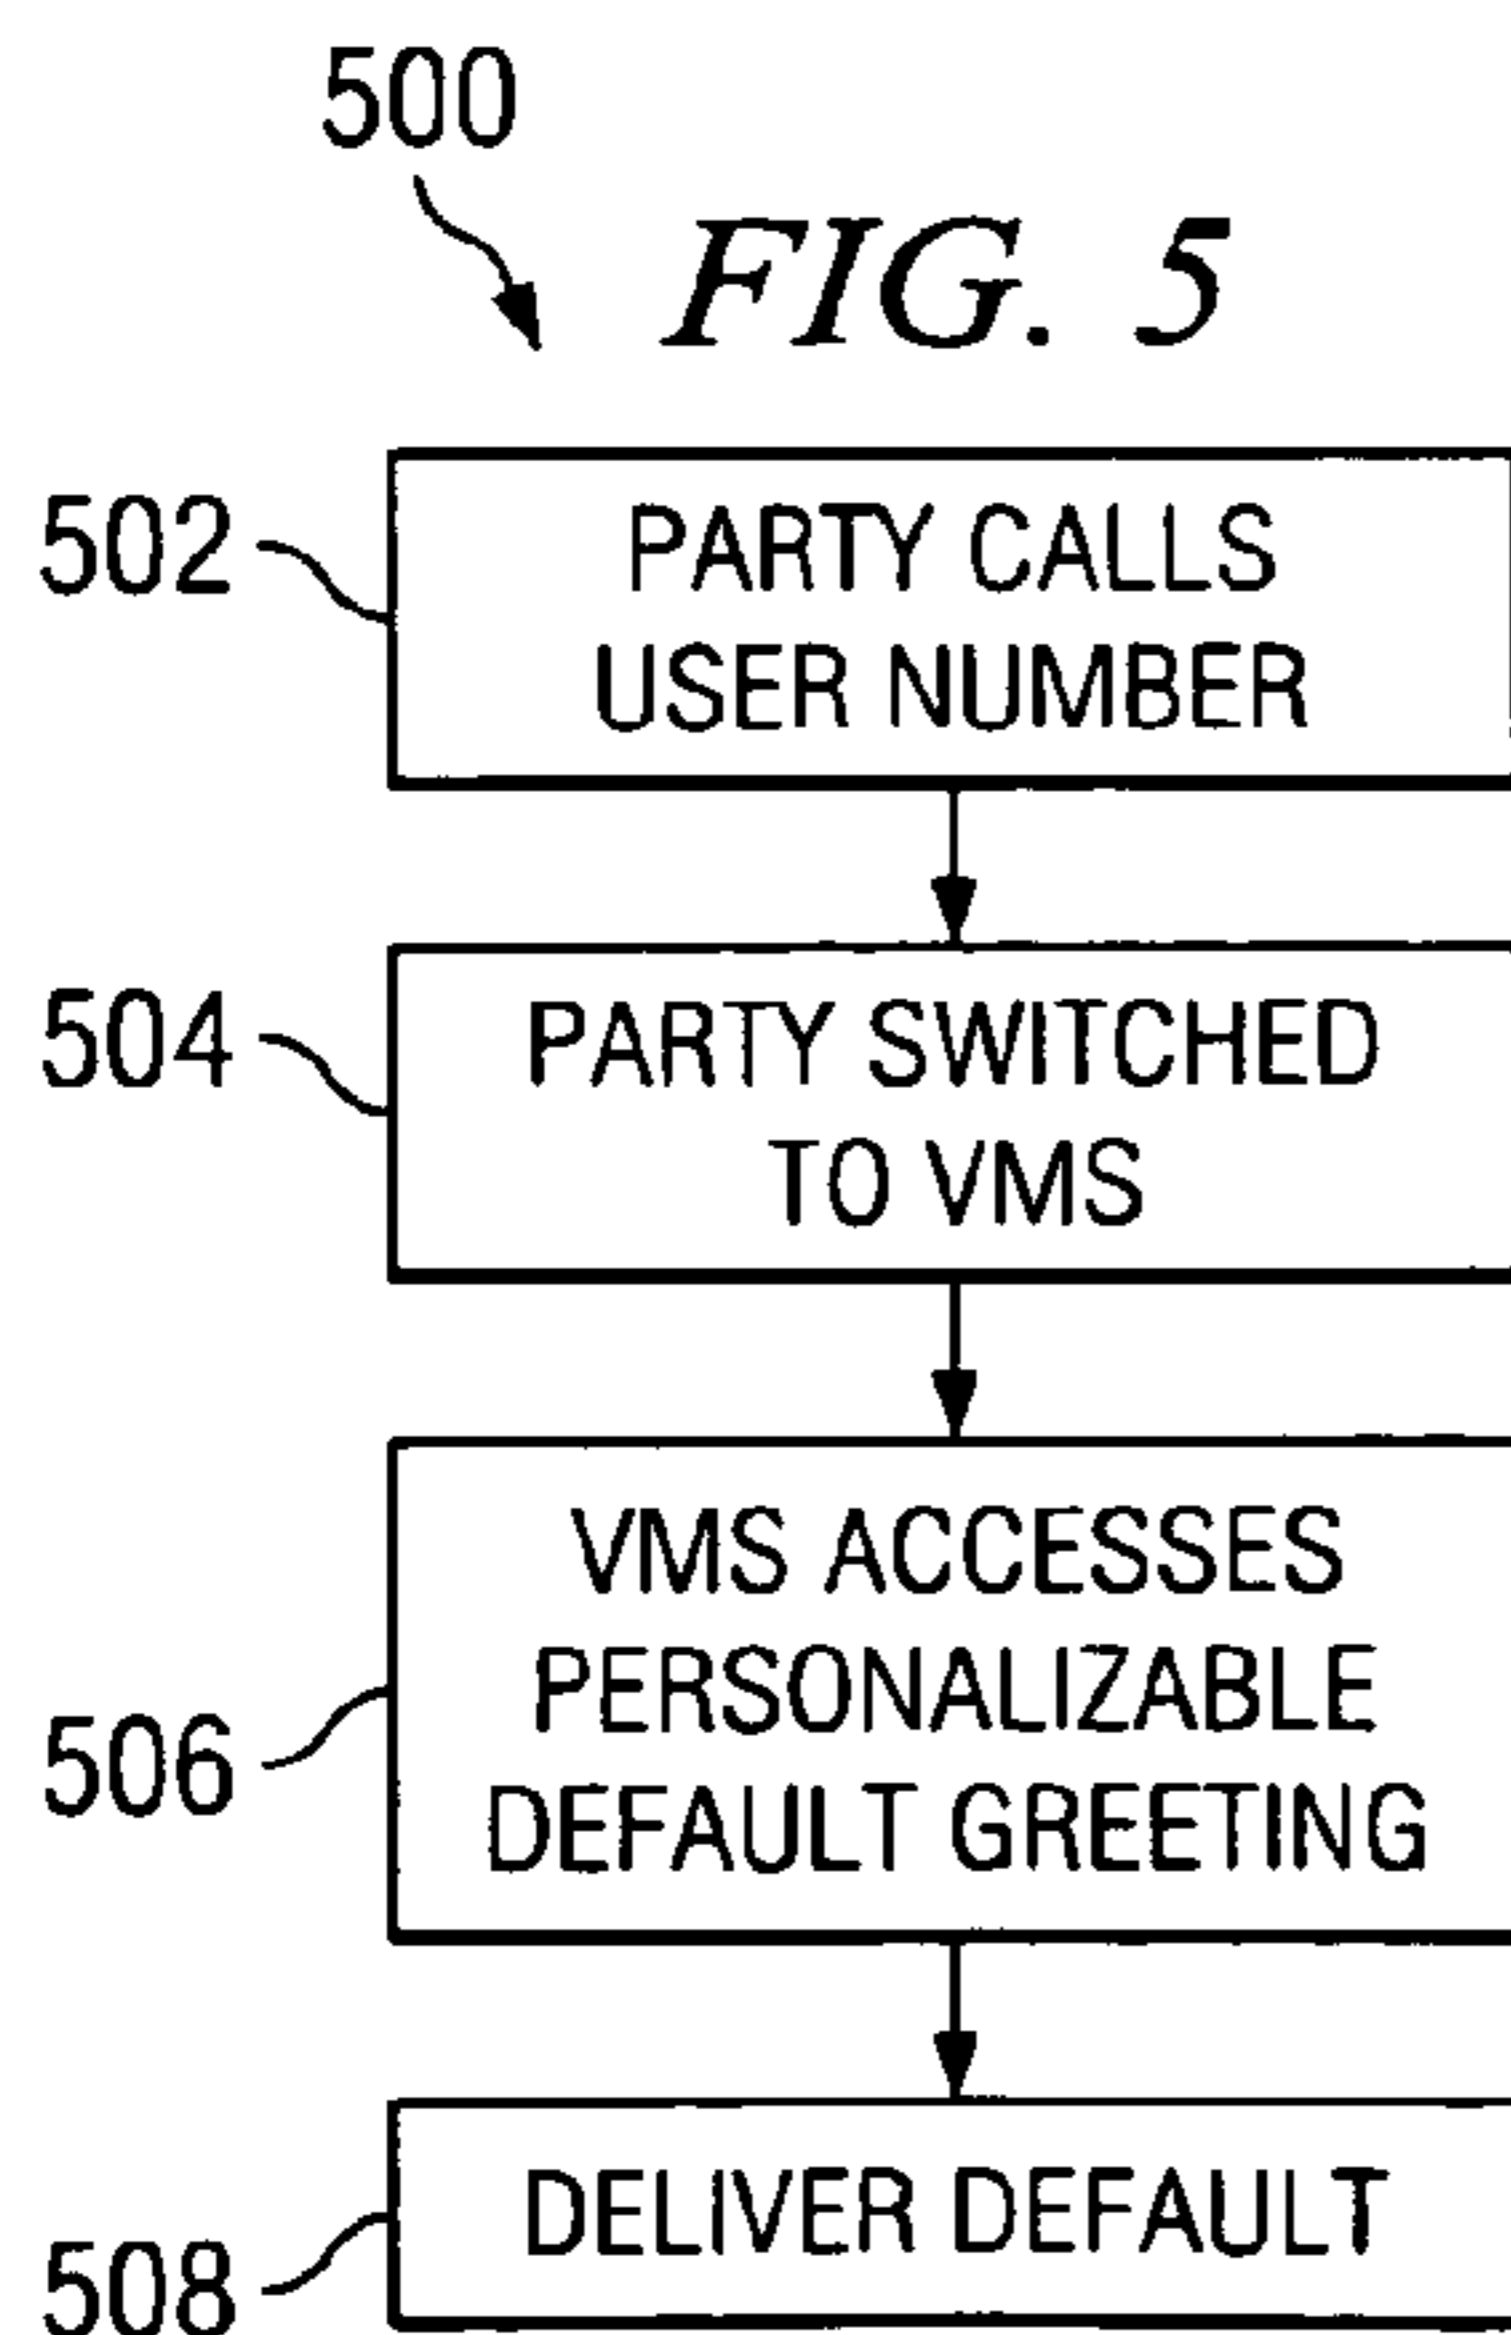 500
FIG. 5
502
PARTY CALLS
USER NUMBER
504
PARTY SWITCHED
TO VMS
506
VMS ACCESSES
PERSONALIZABLE
DEFAULT GREETING
508
DELIVER DEFAULT